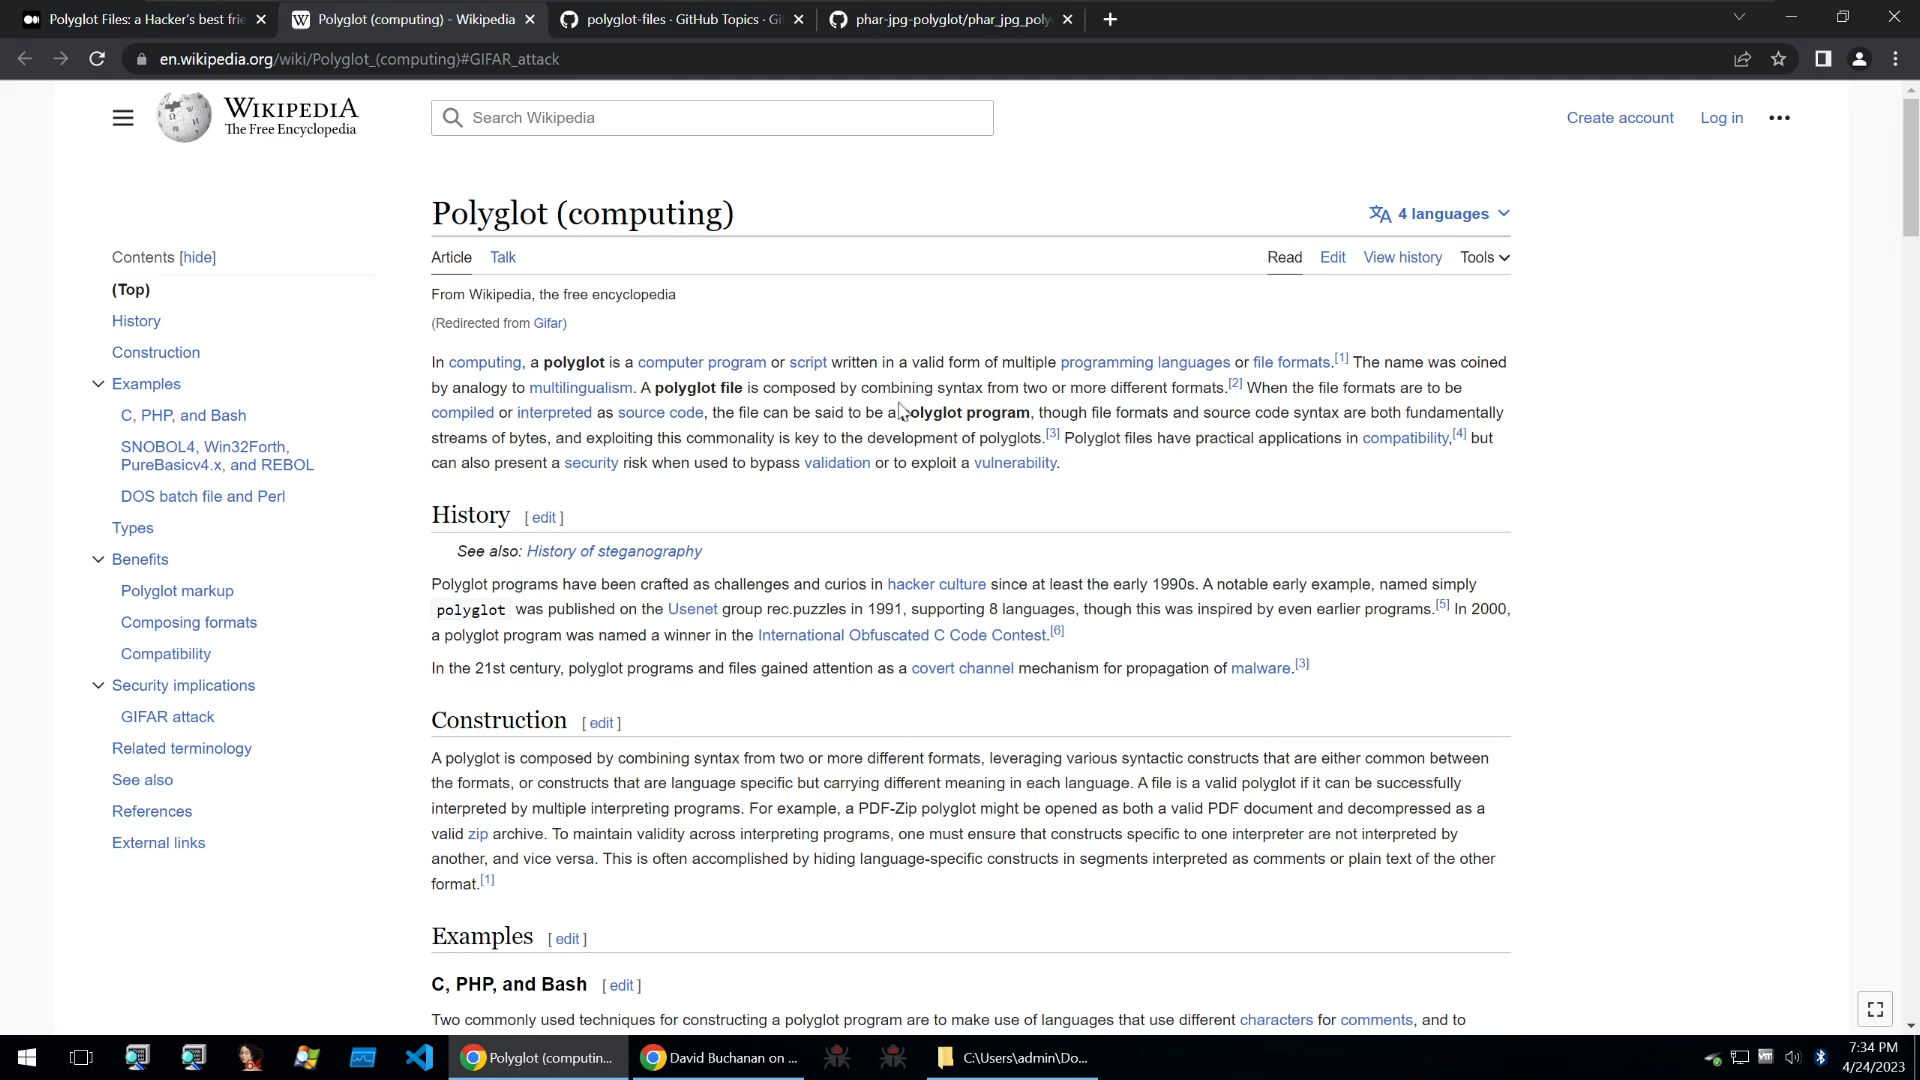 Polyglot Files: a Hacker's best frie
Polyglot (computing) - Wikipedia
polyglot-files · GitHub Topics · Gi
phar-jpg-polyglot/phar_jpg_poly
en.wikipedia.org/wiki/Polyglot_(computing)#GIFAR_attack
WIKIPEDIA
The Free Encyclopedia
Search Wikipedia
Create account
Log in
Polyglot (computing)
4 languages
Contents [hide]
(Top)
History
Construction
Examples
C, PHP, and Bash
SNOBOL4, Win32Forth,
PureBasicv4.x, and REBOL
DOS batch file and Perl
Types
Benefits
Polyglot markup
Composing formats
Compatibility
Security implications
GIFAR attack
Related terminology
See also
References
External links
Article
Talk
Read
Edit
View history
Tools
From Wikipedia, the free encyclopedia
(Redirected from Gifar)
In computing, a polyglot is a computer program or script written in a valid form of multiple programming languages or file formats.[1] The name was coined
by analogy to multilingualism. A polyglot file is composed by combining syntax from two or more different formats.[2] When the file formats are to be
compiled or interpreted as source code, the file can be said to be a polyglot program, though file formats and source code syntax are both fundamentally
streams of bytes, and exploiting this commonality is key to the development of polyglots.[3] Polyglot files have practical applications in compatibility,[4] but
can also present a security risk when used to bypass validation or to exploit a vulnerability.
History [ edit ]
See also: History of steganography
Polyglot programs have been crafted as challenges and curios in hacker culture since at least the early 1990s. A notable early example, named simply
polyglot was published on the Usenet group rec.puzzles in 1991, supporting 8 languages, though this was inspired by even earlier programs.[5] In 2000,
a polyglot program was named a winner in the International Obfuscated C Code Contest.[6]
In the 21st century, polyglot programs and files gained attention as a covert channel mechanism for propagation of malware.[3]
Construction [ edit ]
A polyglot is composed by combining syntax from two or more different formats, leveraging various syntactic constructs that are either common between
the formats, or constructs that are language specific but carrying different meaning in each language. A file is a valid polyglot if it can be successfully
interpreted by multiple interpreting programs. For example, a PDF-Zip polyglot might be opened as both a valid PDF document and decompressed as a
valid zip archive. To maintain validity across interpreting programs, one must ensure that constructs specific to one interpreter are not interpreted by
another, and vice versa. This is often accomplished by hiding language-specific constructs in segments interpreted as comments or plain text of the other
format.[1]
Examples [ edit ]
C, PHP, and Bash [ edit ]
Two commonly used techniques for constructing a polyglot program are to make use of languages that use different characters for comments, and to
Polyglot (computin...
David Buchanan on ...
C:\Users\admin\Do...
7:34 PM
4/24/2023